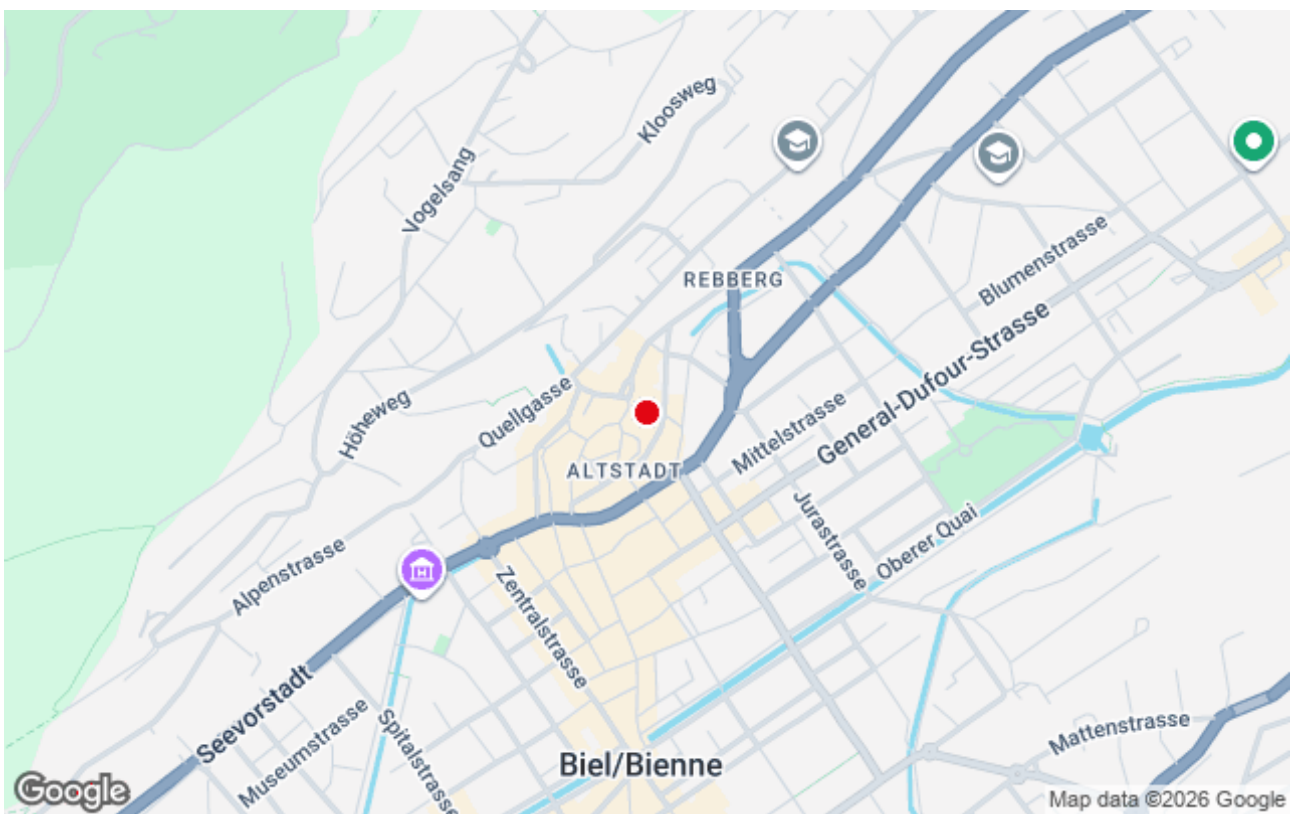 Kloosweg
Vogelsang
REBBERG
Blumenstrasse
General-Dufour-Strasse
Höheweg
Quellgasse
Mittelstrasse
ALTSTADT
Jurastrasse
Oberer Quai
Alpenstrasse
Zentralstrasse
Seevorstadt
Museumstrasse
Spitalstrasse
Mattenstrasse
Biel/Bienne
Google
Map data ©2026 Google